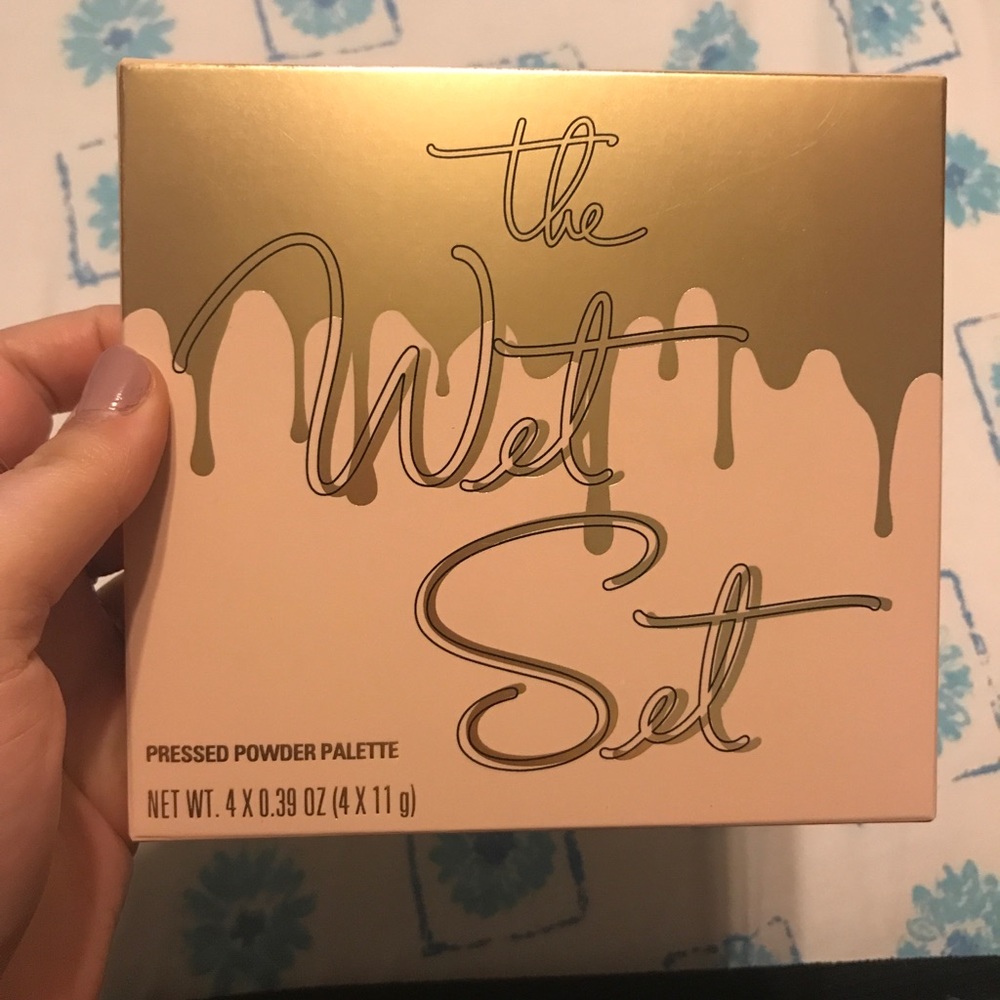 the
Wet
Set
PRESSED POWDER PALETTE
NET WT. 4 X 0.39 OZ (4 X 11 g)